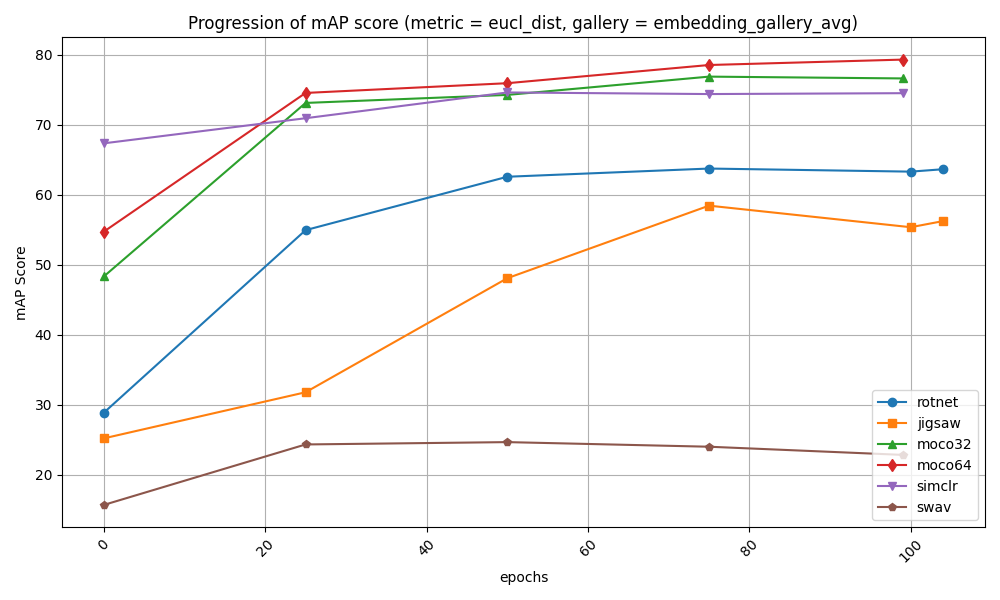 Progression of mAP score (metric = eucl_dist, gallery = embedding_gallery_avg)
mAP Score
80
70
60
50
40
30
20
0
20
40
60
80
100
epochs
rotnet
jigsaw
moco32
moco64
simclr
swav